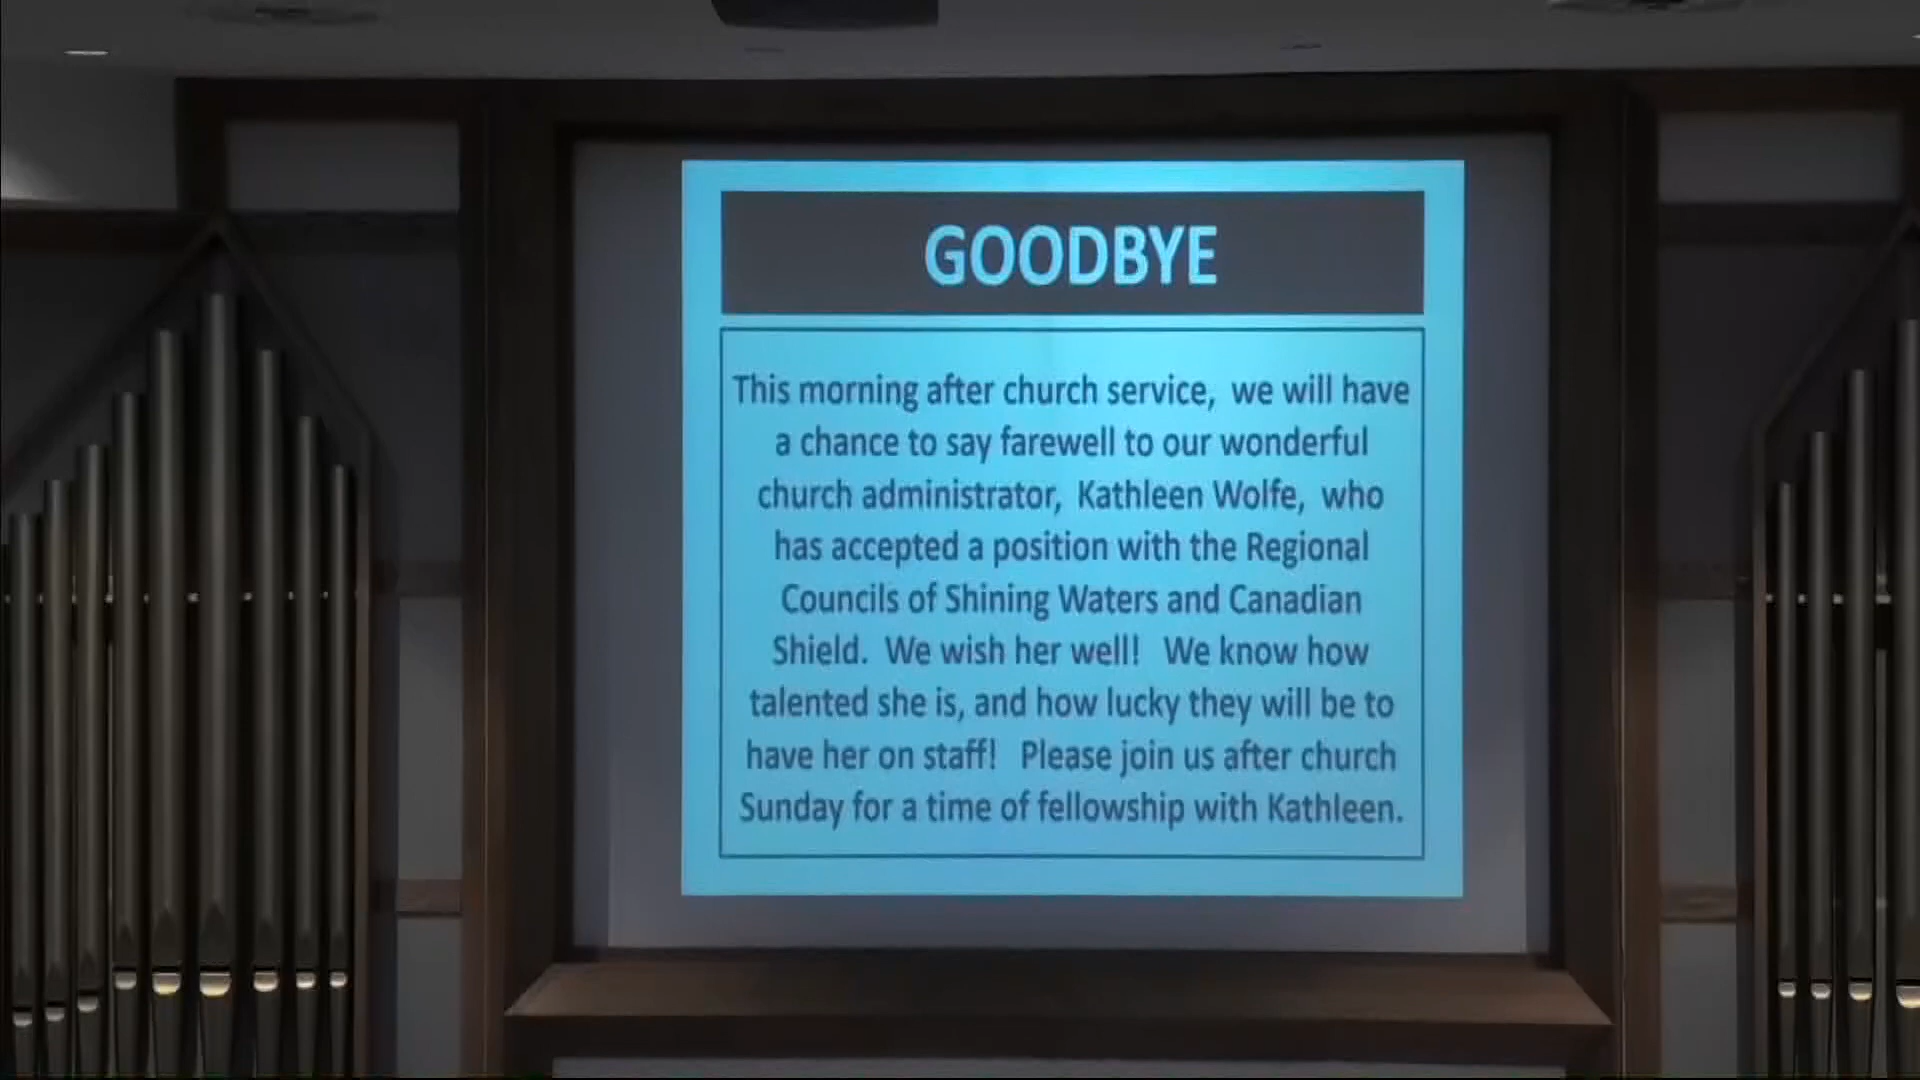 GOODBYE
This morning after church service, we will have
a chance to say farewell to our wonderful
church administrator, Kathleen Wolfe, who
has accepted a position with the Regional
Councils of Shining Waters and Canadian
Shield. We wish her well! We know how
talented she is, and how lucky they will be to
have her on staff! Please join us after church
Sunday for a time of fellowship with Kathleen.